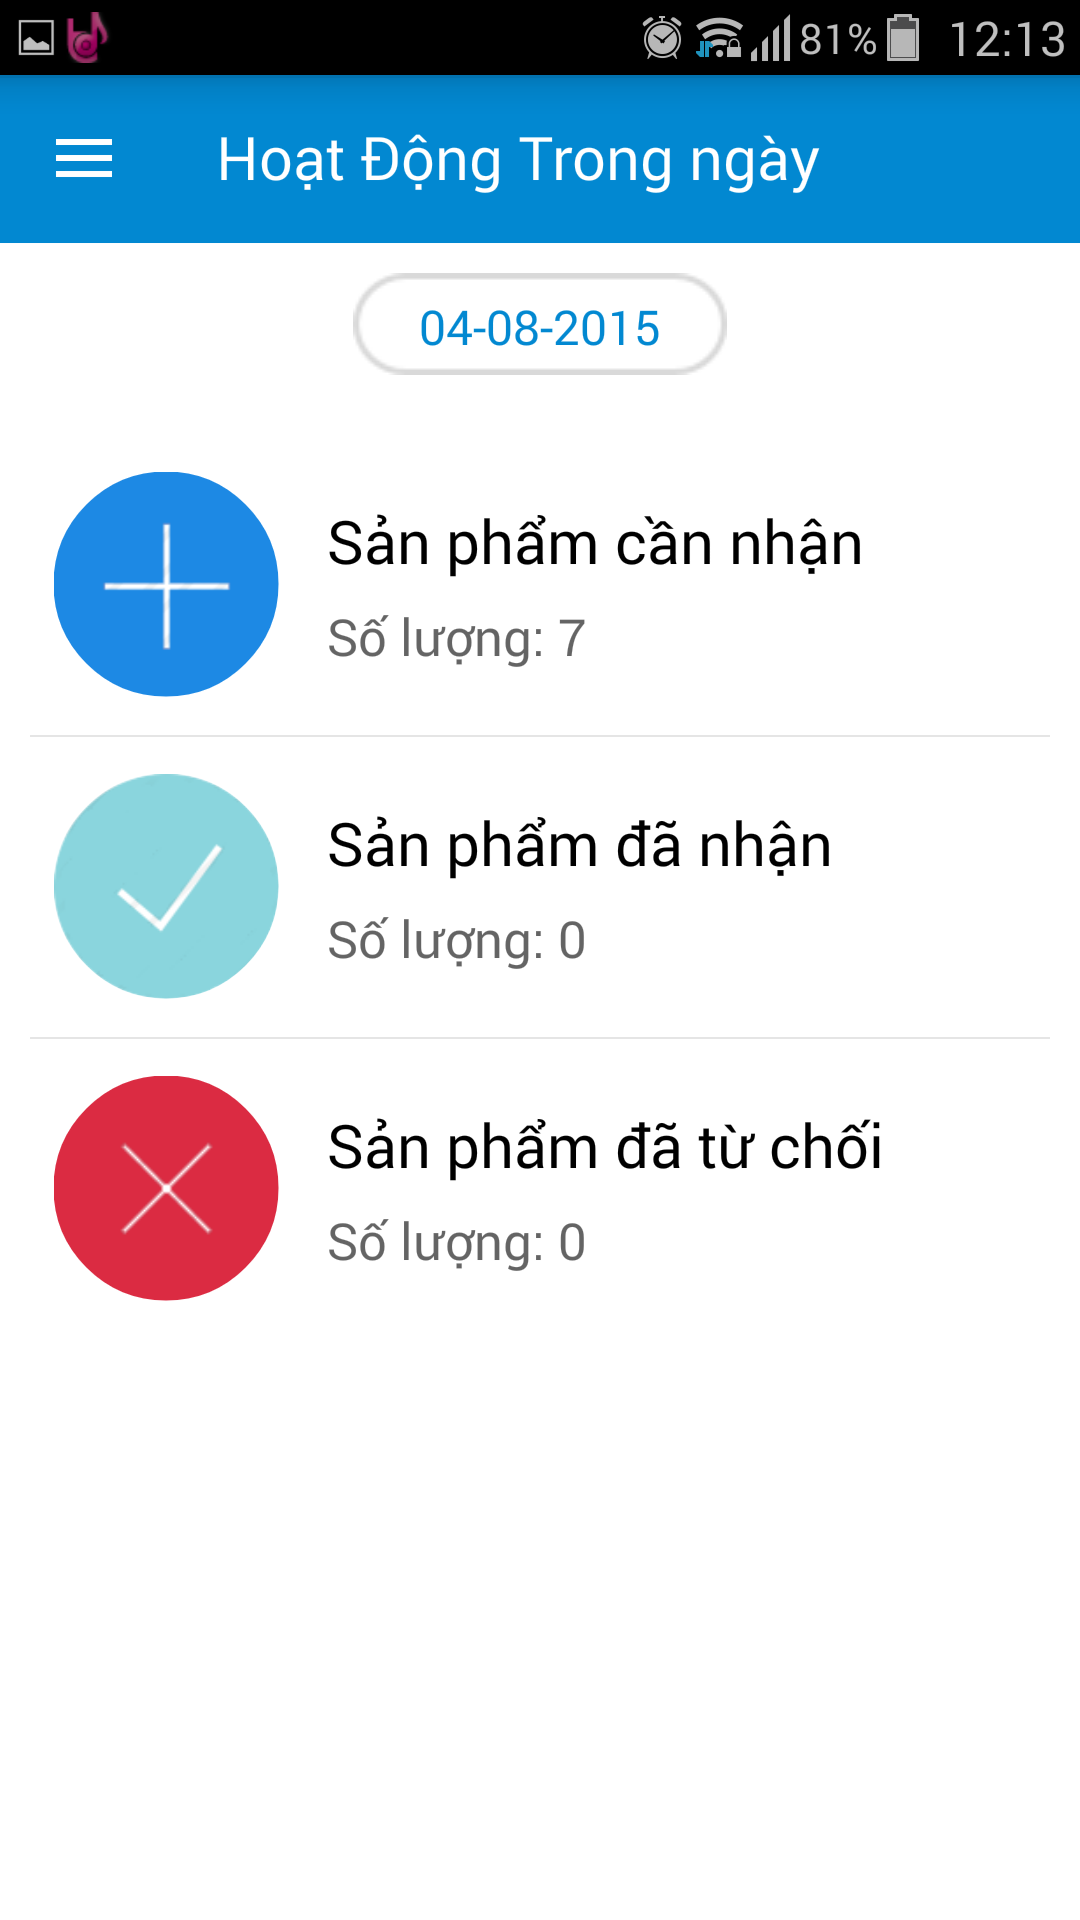 81% 12:13
Hoạt Động Trong ngày
04-08-2015
Sản phẩm cần nhận
Số lượng: 7
Sản phẩm đã nhận
Số lượng: 0
Sản phẩm đã từ chối
Số lượng: 0